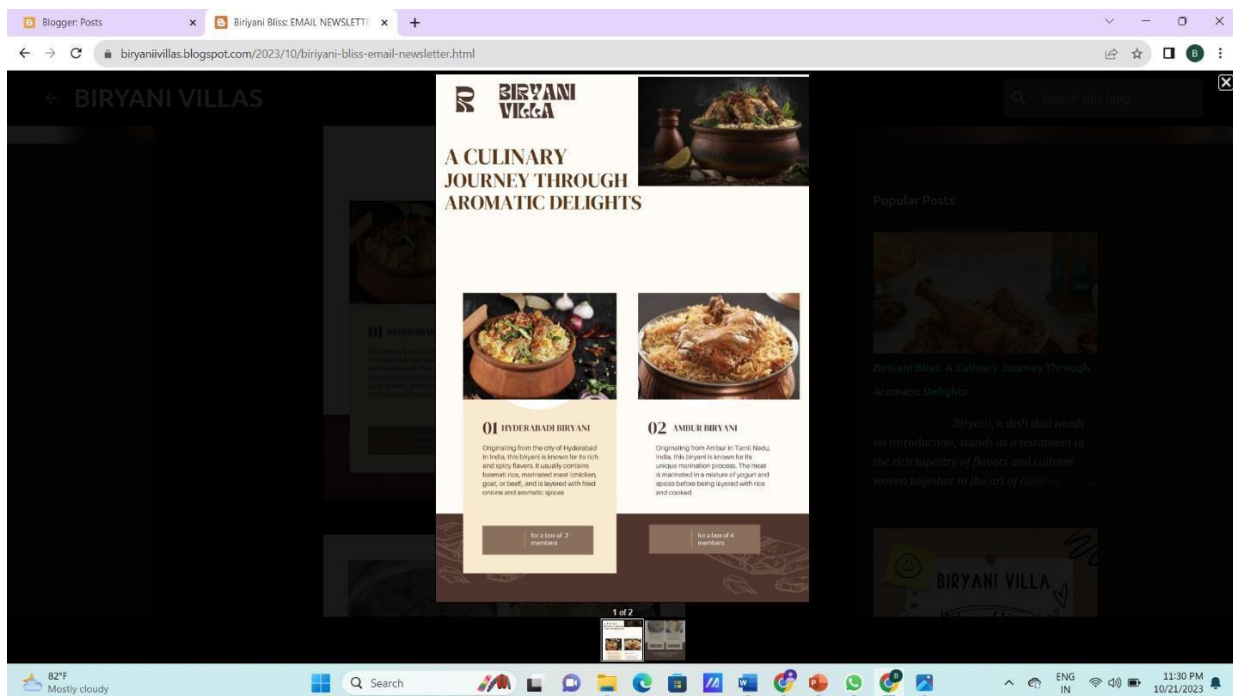 Blogger: Posts
Biriyani Bliss: EMAIL NEWSLETTE
biryaniivillas.blogspot.com/2023/10/biriyani-bliss-email-newsletter.html
BIRYANI VILLAS
Search this blog
BIRYANI
VILLA
A CULINARY
JOURNEY THROUGH
AROMATIC DELIGHTS
01 HYDERABADI BIRYANI
Originating from the city of Hyderabad
in India, this biryani is known for its rich
and spicy flavors. It usually contains
basmati rice, marinated meat (chicken,
goat, or beef), and is layered with fried
onions and aromatic spices
for a box of 2
members
02 AMBUR BIRYANI
Originating from Ambur in Tamil Nadu,
India, this biryani is known for its
unique marination process. The meat
is marinated in a mixture of yogurt and
spices before being layered with rice
and cooked.
for a box of 4
members
1 of 2
Popular Posts
Biriyani Bliss: A Culinary Journey Through
Aromatic Delights
Biryani, a dish that needs
no introduction, stands as a testament to
the rich tapestry of flavors and cultures
woven together in the art of cooking
BIRYANI VILLA
82°F
Mostly cloudy
Search
ENG
IN
11:30 PM
10/21/2023